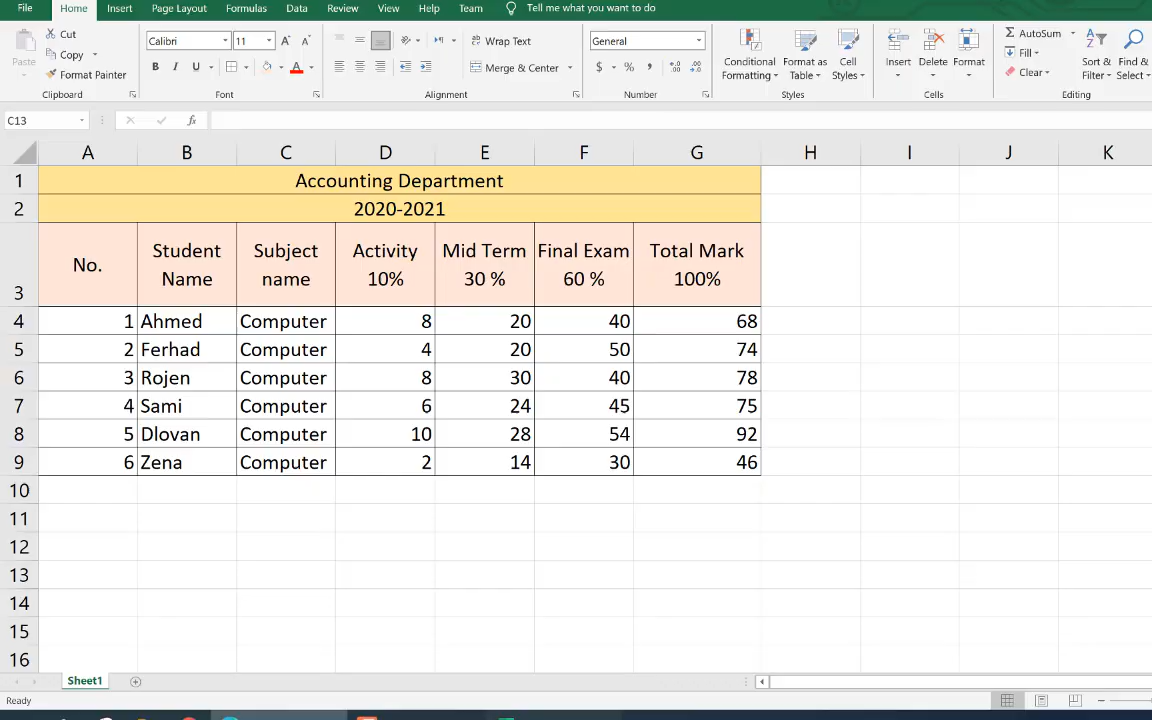 File Home Insert Page Layout Formulas Data Review View Help Team Tell me what you want to do
Paste
Cut
Copy
Format Painter
Clipboard
Calibri 11
B I U
Font
Wrap Text
Merge & Center
Alignment
General
$ % ,
Number
Conditional
Formatting
Format as
Table
Cell
Styles
Styles
Insert
Delete
Format
Cells
AutoSum
Fill
Clear
Sort &
Filter
Find &
Select
Editing
C13 fx
A B C D E F G H I J K
1 Accounting Department
2 2020-2021
3 No. Student Name Subject name Activity 10% Mid Term 30 % Final Exam 60 % Total Mark 100%
4 1 Ahmed Computer 8 20 40 68
5 2 Ferhad Computer 4 20 50 74
6 3 Rojen Computer 8 30 40 78
7 4 Sami Computer 6 24 45 75
8 5 Dlovan Computer 10 28 54 92
9 6 Zena Computer 2 14 30 46
10
11
12
13
14
15
16
Sheet1
Ready